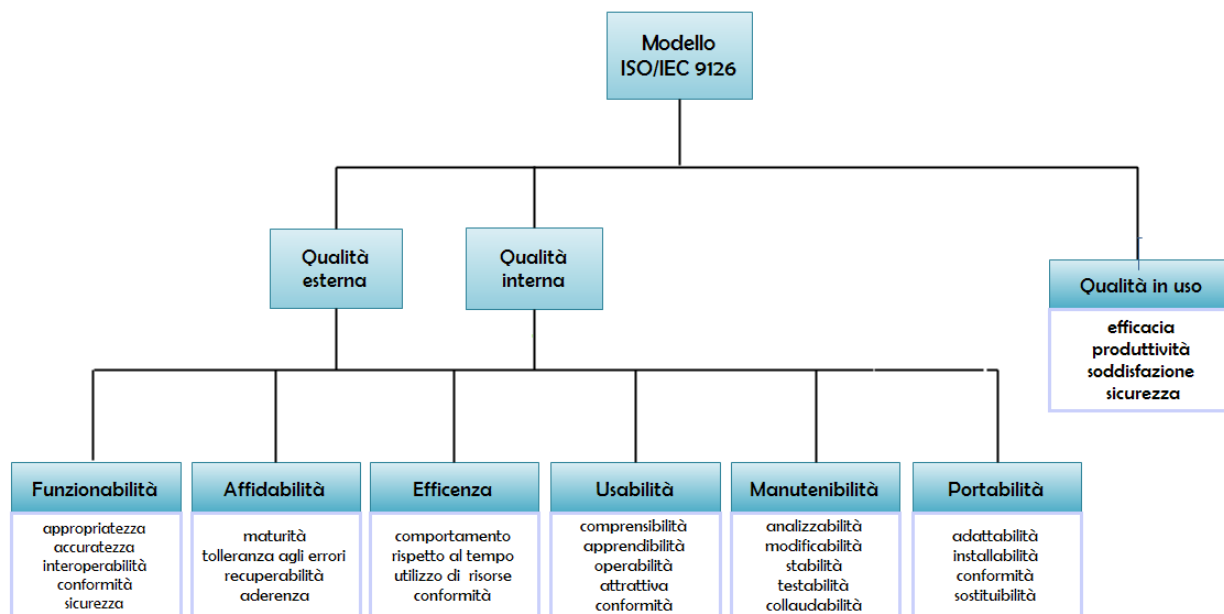 Modello
ISO/IEC 9126
Qualità
esterna
Qualità
interna
Qualità in uso
efficacia
produttività
soddisfazione
sicurezza
Funzionabilità
appropriatezza
accuratezza
interoperabilità
conformità
sicurezza
Affidabilità
maturità
tolleranza agli errori
recuperabilità
aderenza
Efficenza
comportamento
rispetto al tempo
utilizzo di risorse
conformità
Usabilità
comprensibilità
apprendibilità
operabilità
attrattiva
conformità
Manutenibilità
analizzabilità
modificabilità
stabilità
testabilità
collaudabilità
Portabilità
adattabilità
installabilità
conformità
sostituibilità